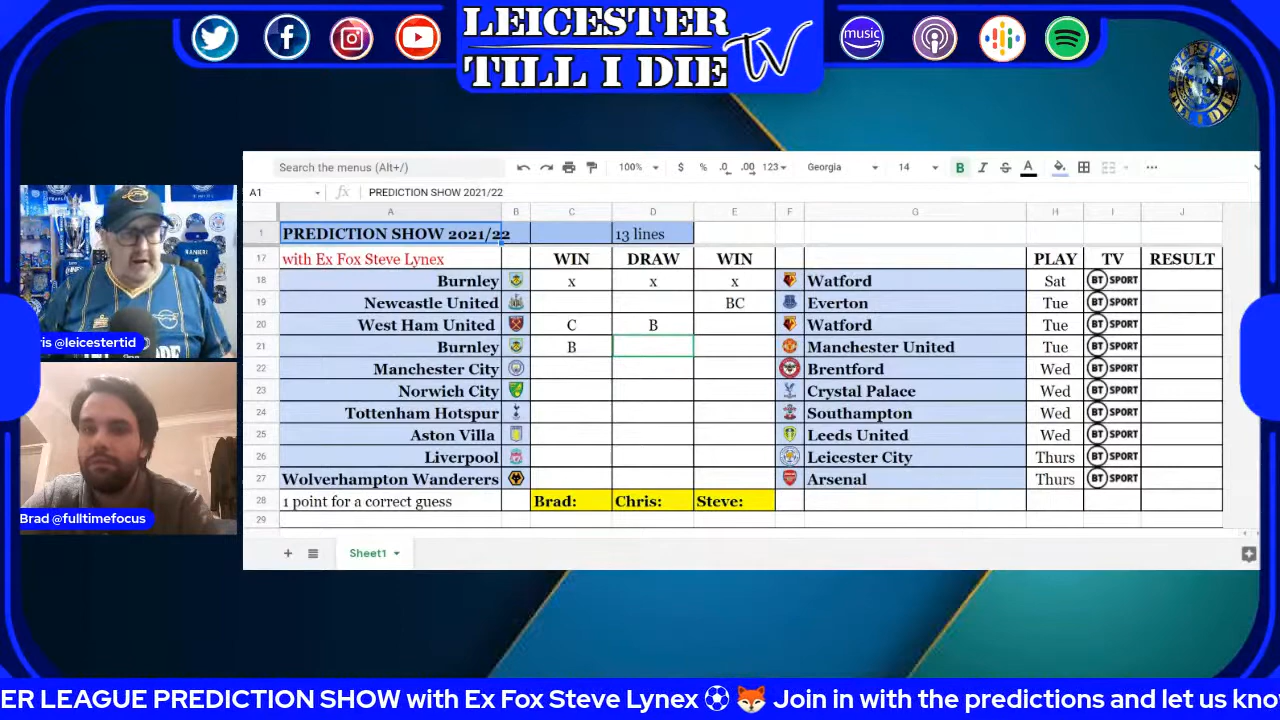 LEICESTER
TILL I DIE TV
music
LEICESTER
TILL I DIE
Search the menus (Alt+/)
100%
$ % .0 .00 123
Georgia
14
B I S A
A1
fx
PREDICTION SHOW 2021/22
A B C D E F G H I J
1 PREDICTION SHOW 2021/22 13 lines
17 with Ex Fox Steve Lynex WIN DRAW WIN PLAY TV RESULT
18 Burnley x x x Watford Sat BT SPORT
19 Newcastle United BC Everton Tue BT SPORT
20 West Ham United C B Watford Tue BT SPORT
21 Burnley B Manchester United Tue BT SPORT
22 Manchester City Brentford Wed BT SPORT
23 Norwich City Crystal Palace Wed BT SPORT
24 Tottenham Hotspur Southampton Wed BT SPORT
25 Aston Villa Leeds United Wed BT SPORT
26 Liverpool Leicester City Thurs BT SPORT
27 Wolverhampton Wanderers Arsenal Thurs BT SPORT
28 1 point for a correct guess Brad: Chris: Steve:
29
Sheet1
ris @leicestertid
Brad @fulltimefocus
ER LEAGUE PREDICTION SHOW with Ex Fox Steve Lynex ⚽ 🦊 Join in with the predictions and let us kno